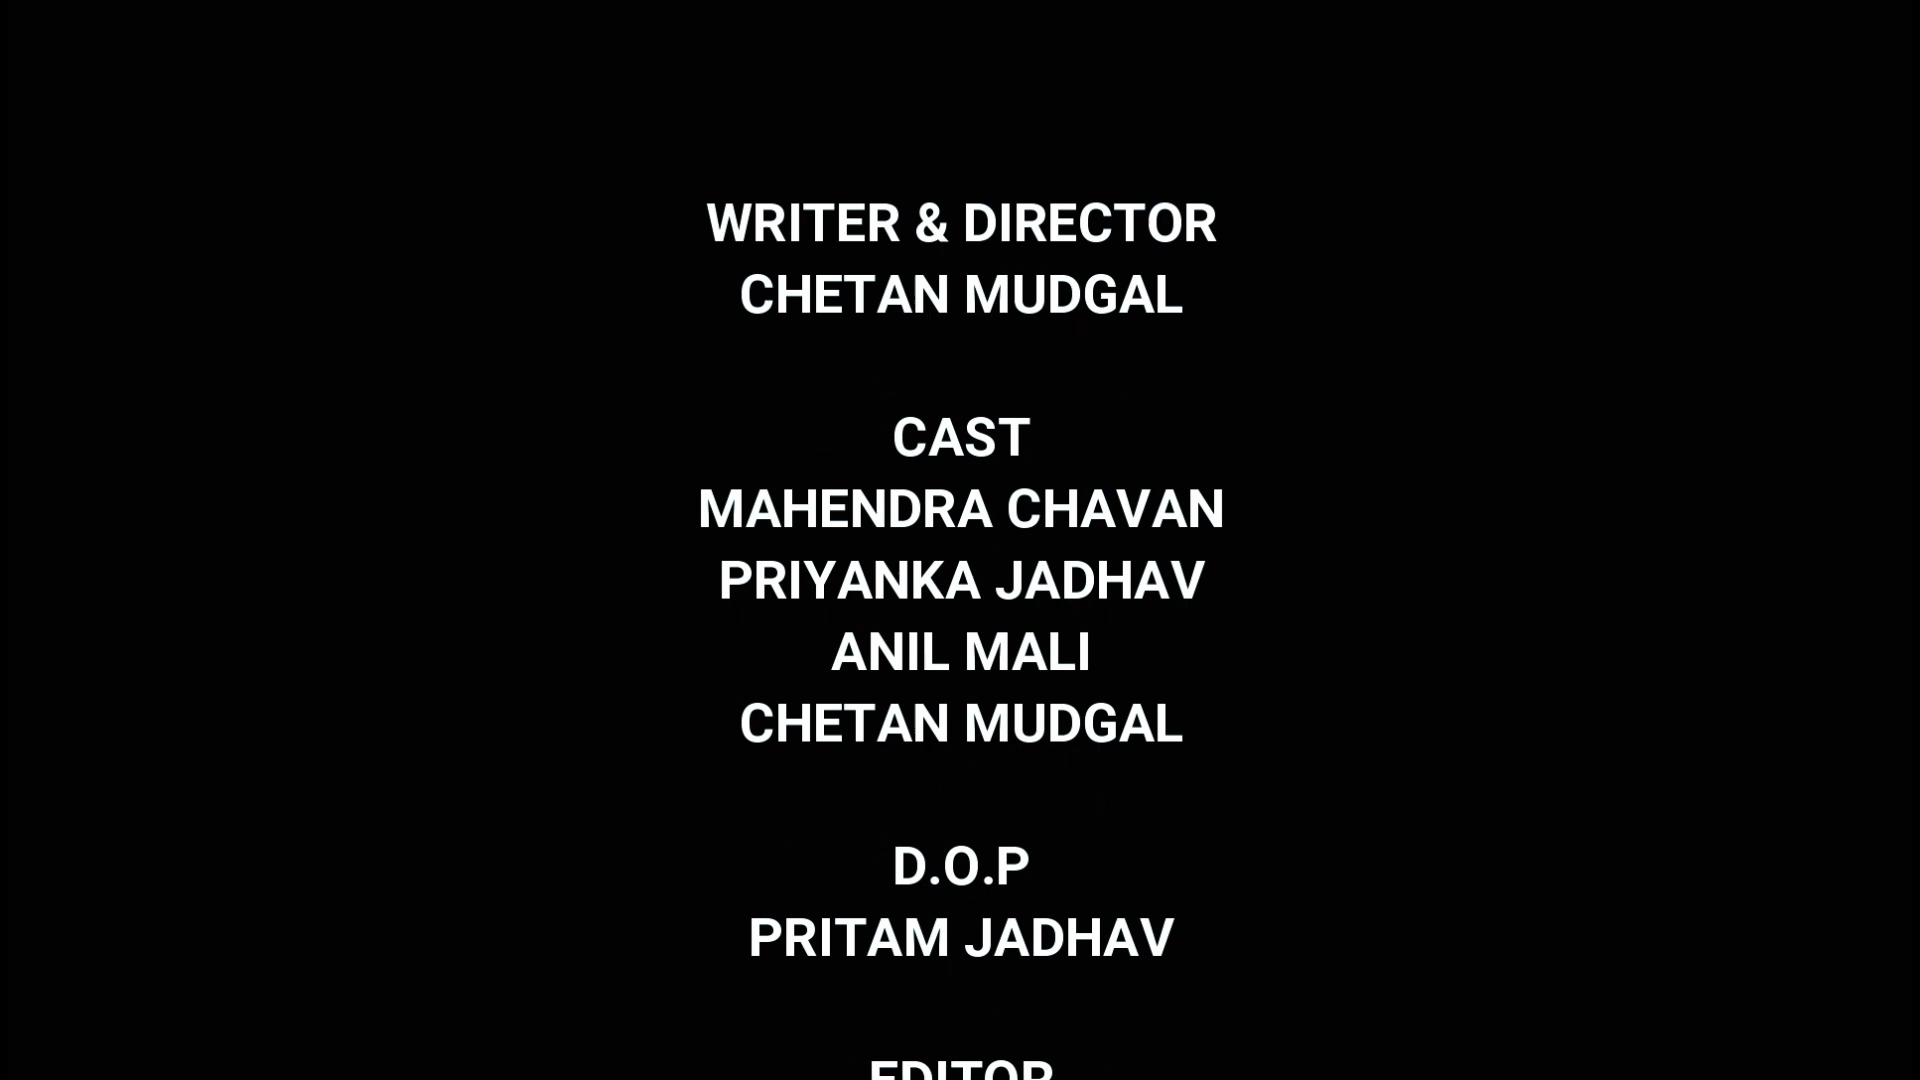 WRITER & DIRECTOR
CHETAN MUDGAL
CAST
MAHENDRA CHAVAN
PRIYANKA JADHAV
ANIL MALI
CHETAN MUDGAL
D.O.P
PRITAM JADHAV
EDITOR